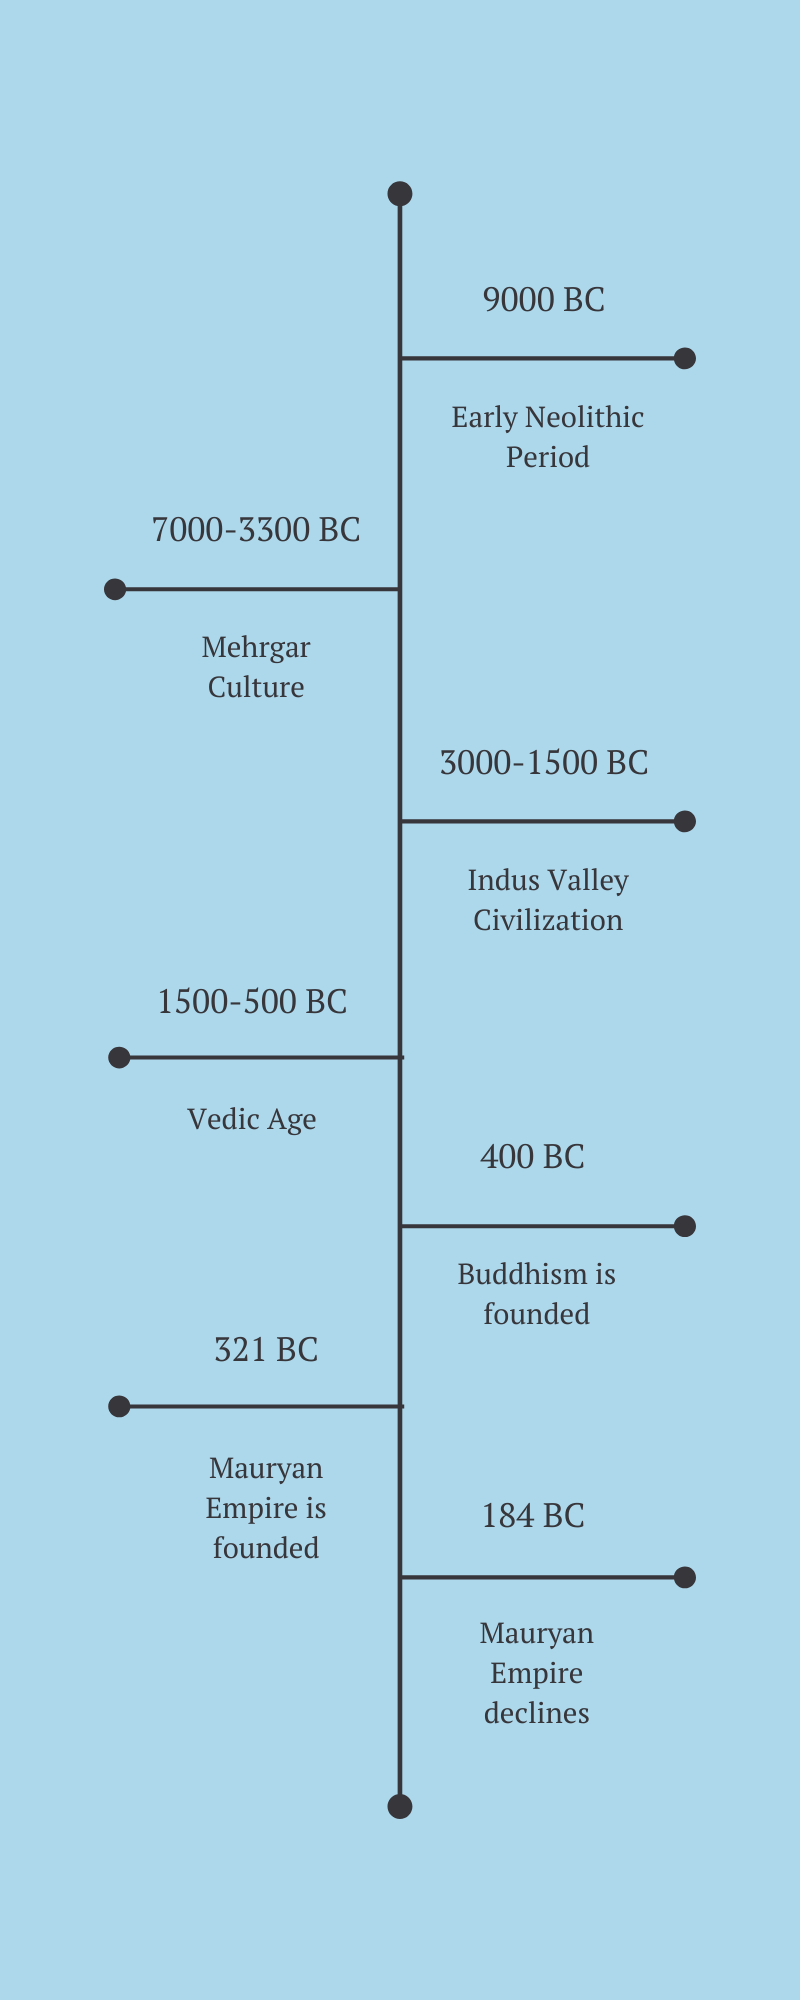 9000 BC
Early Neolithic
Period
7000-3300 BC
Mehrgar
Culture
3000-1500 BC
Indus Valley
Civilization
1500-500 BC
Vedic Age
400 BC
Buddhism is
founded
321 BC
Mauryan
Empire is
founded
184 BC
Mauryan
Empire
declines